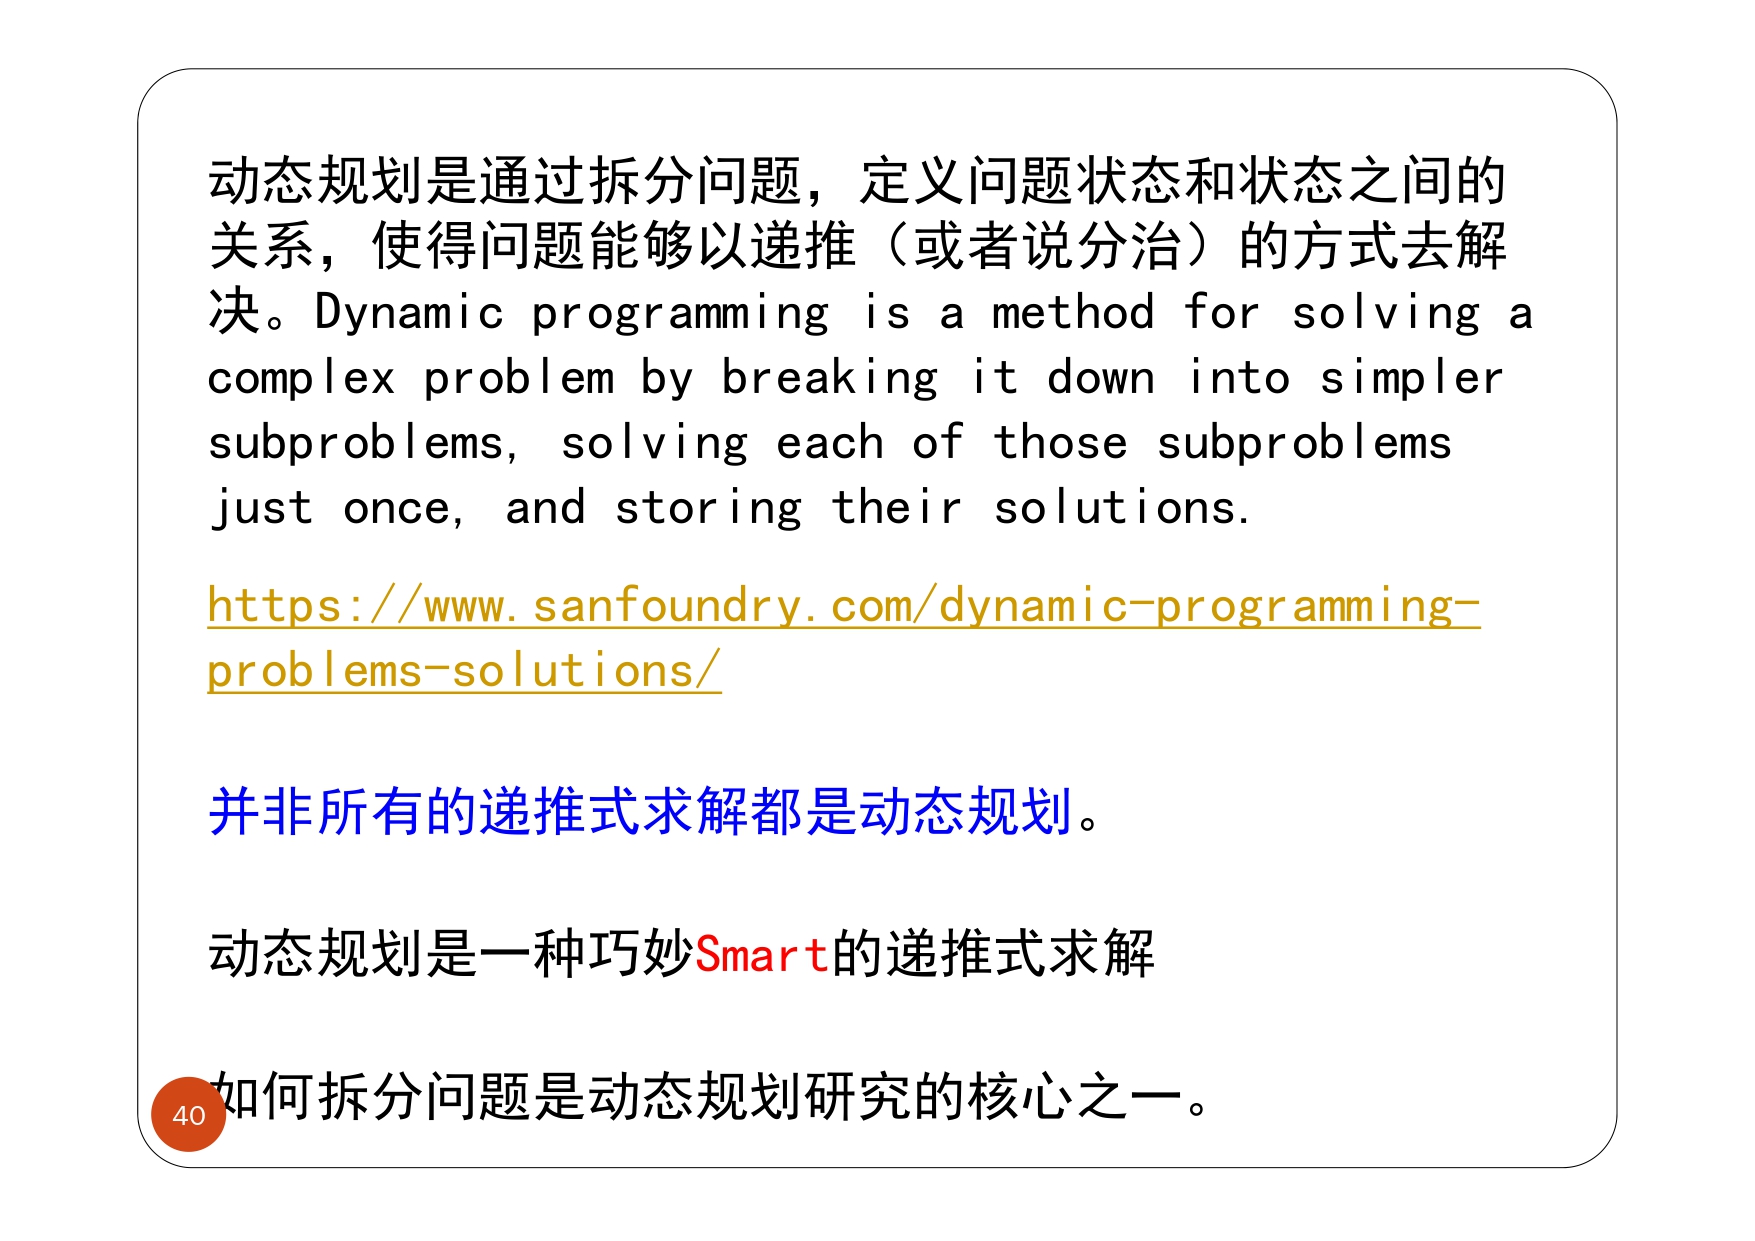 动态规划是通过拆分问题，定义问题状态和状态之间的
关系，使得问题能够以递推（或者说分治）的方式去解
决。Dynamic programming is a method for solving a
complex problem by breaking it down into simpler
subproblems, solving each of those subproblems
just once, and storing their solutions.
https://www.sanfoundry.com/dynamic-programming-
problems-solutions/
并非所有的递推式求解都是动态规划。
动态规划是一种巧妙Smart的递推式求解
如何拆分问题是动态规划研究的核心之一。
40